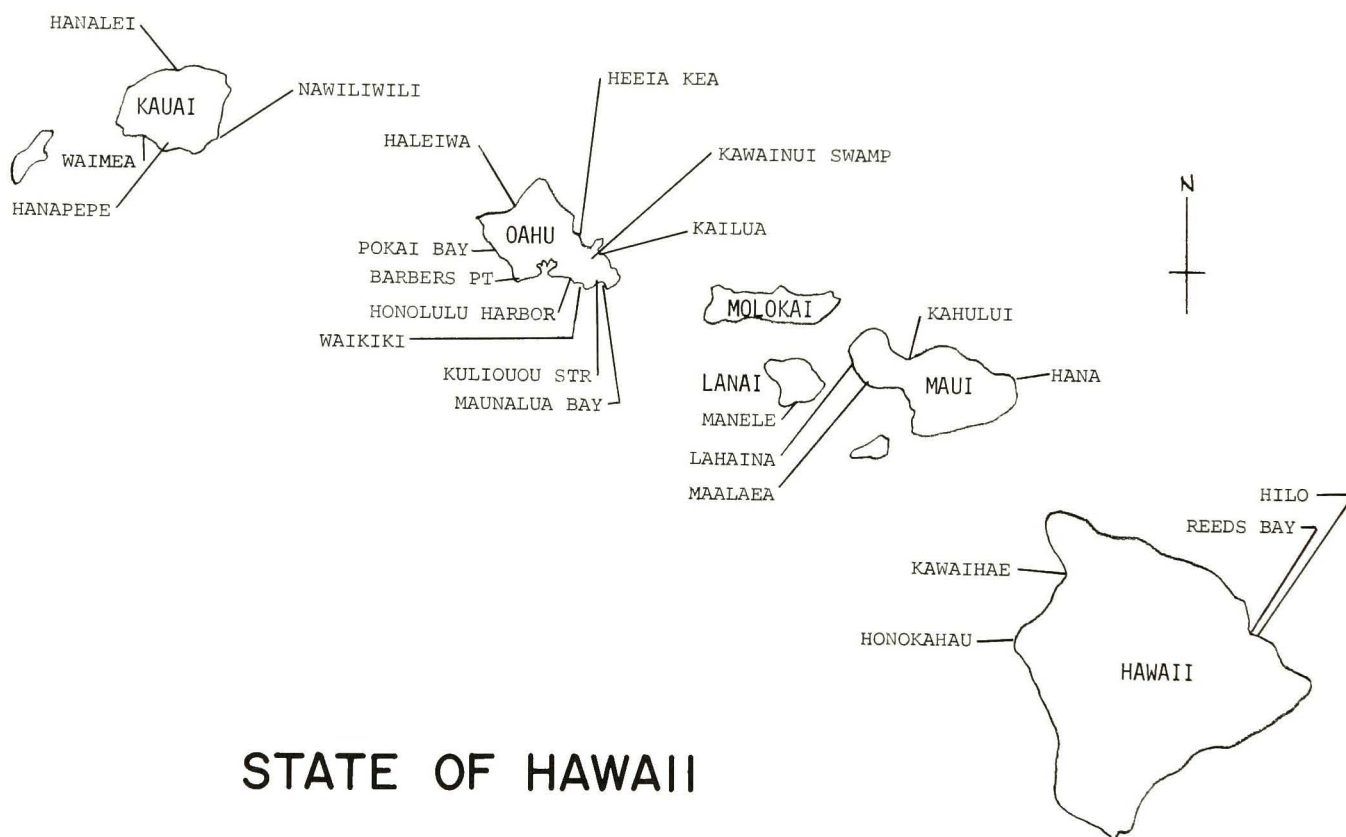 HANALEI
KAUAI
NAWILIWILI
WAIMEA
HANAPEPE
HEEIA KEA
HALEIWA
KAWAINUI SWAMP
OAHU
KAILUA
POKAI BAY
BARBERS PT
HONOLULU HARBOR
WAIKIKI
KULIOUOU STR
MAUNALUA BAY
N
MOLOKAI
KAHULUI
LANAI
MAUI
HANA
MANELE
LAHAINA
MAALAEA
HILO
REEDS BAY
KAWAIHAE
HONOKAHAU
HAWAII
STATE OF HAWAII